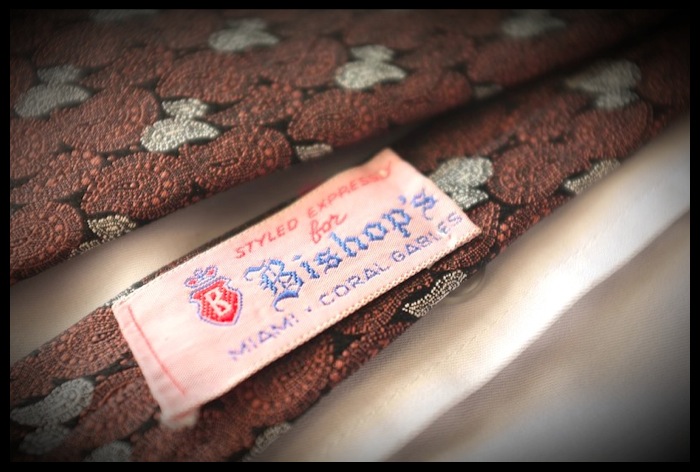 STYLED EXPRESSLY
for
Bishop's
B
MIAMI · CORAL GABLES